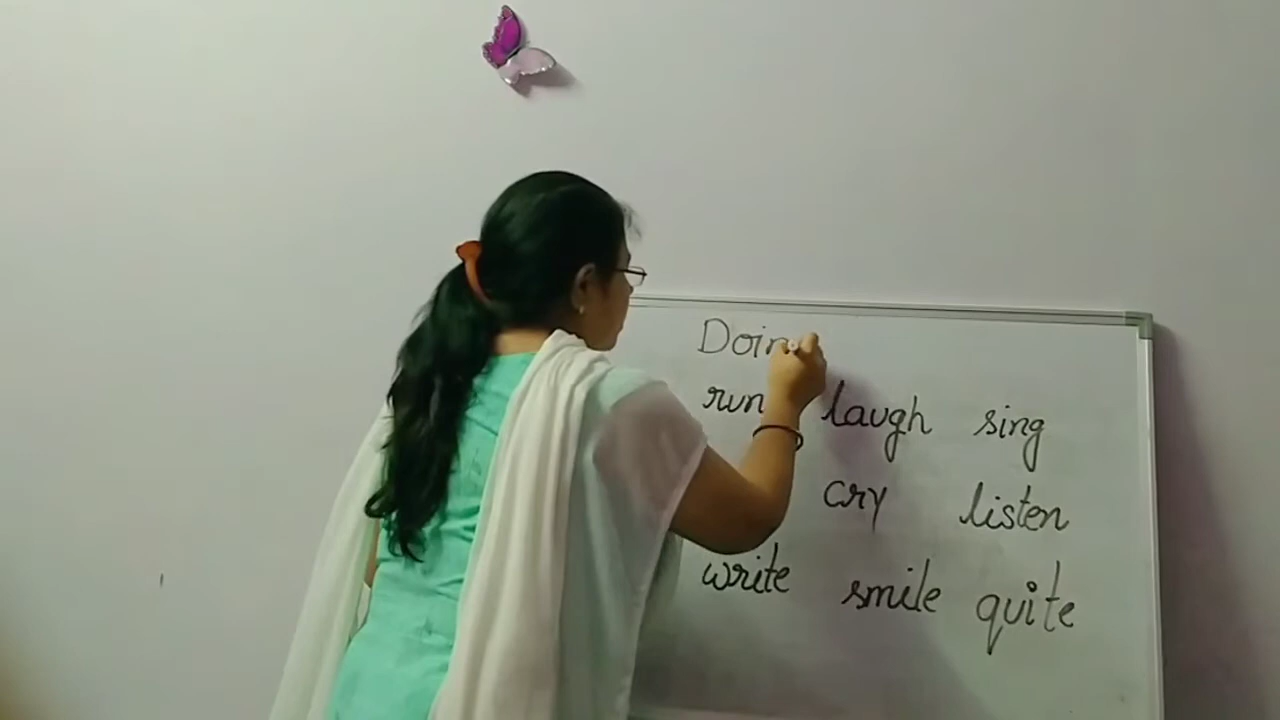 Doin
run laugh sing
cry listen
write smile quite